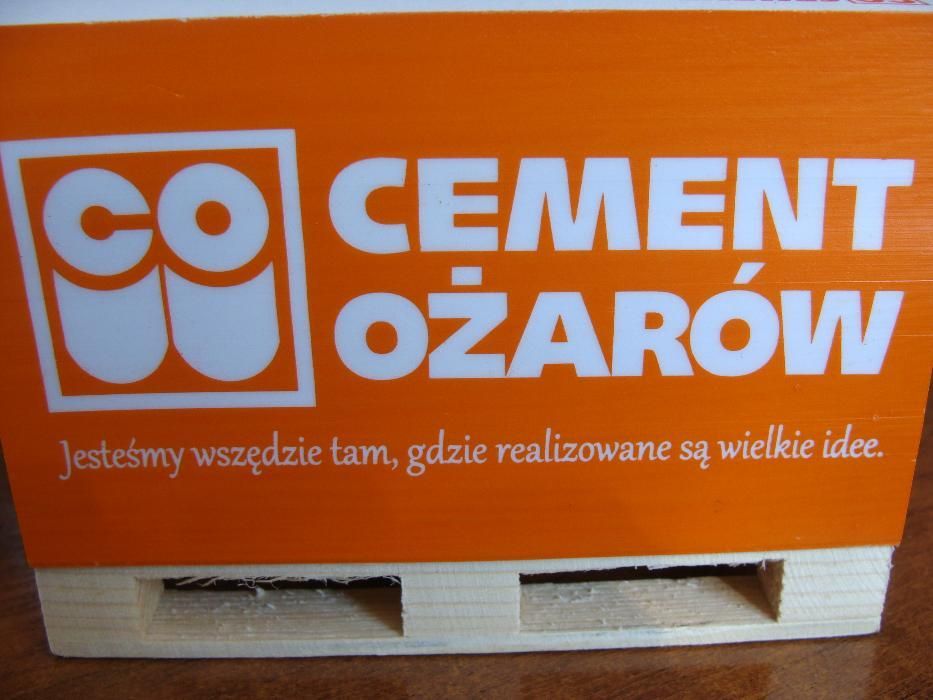 CO
CEMENT
OŻARÓW
Jesteśmy wszędzie tam, gdzie realizowane są wielkie idee.